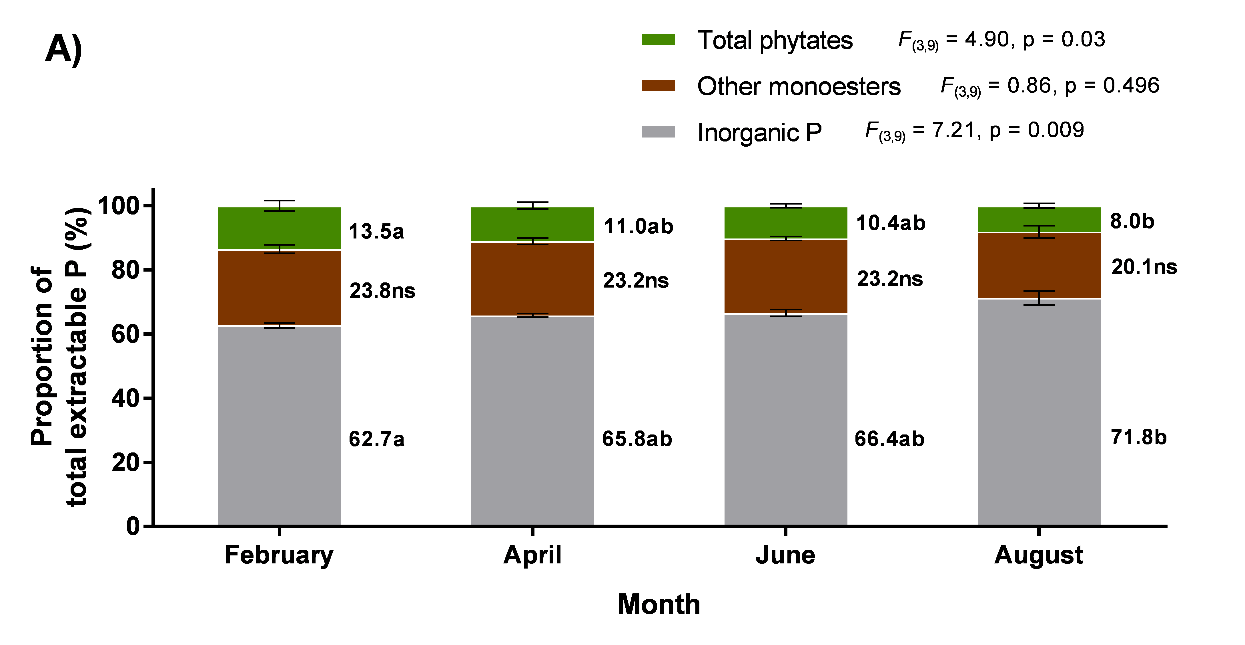 A)
Total phytates F(3,9) = 4.90, p = 0.03
Other monoesters F(3,9) = 0.86, p = 0.496
Inorganic P F(3,9) = 7.21, p = 0.009
Proportion of
total extractable P (%)
100
80
60
40
20
0
13.5a
23.8ns
62.7a
11.0ab
23.2ns
65.8ab
10.4ab
23.2ns
66.4ab
8.0b
20.1ns
71.8b
February April June August
Month